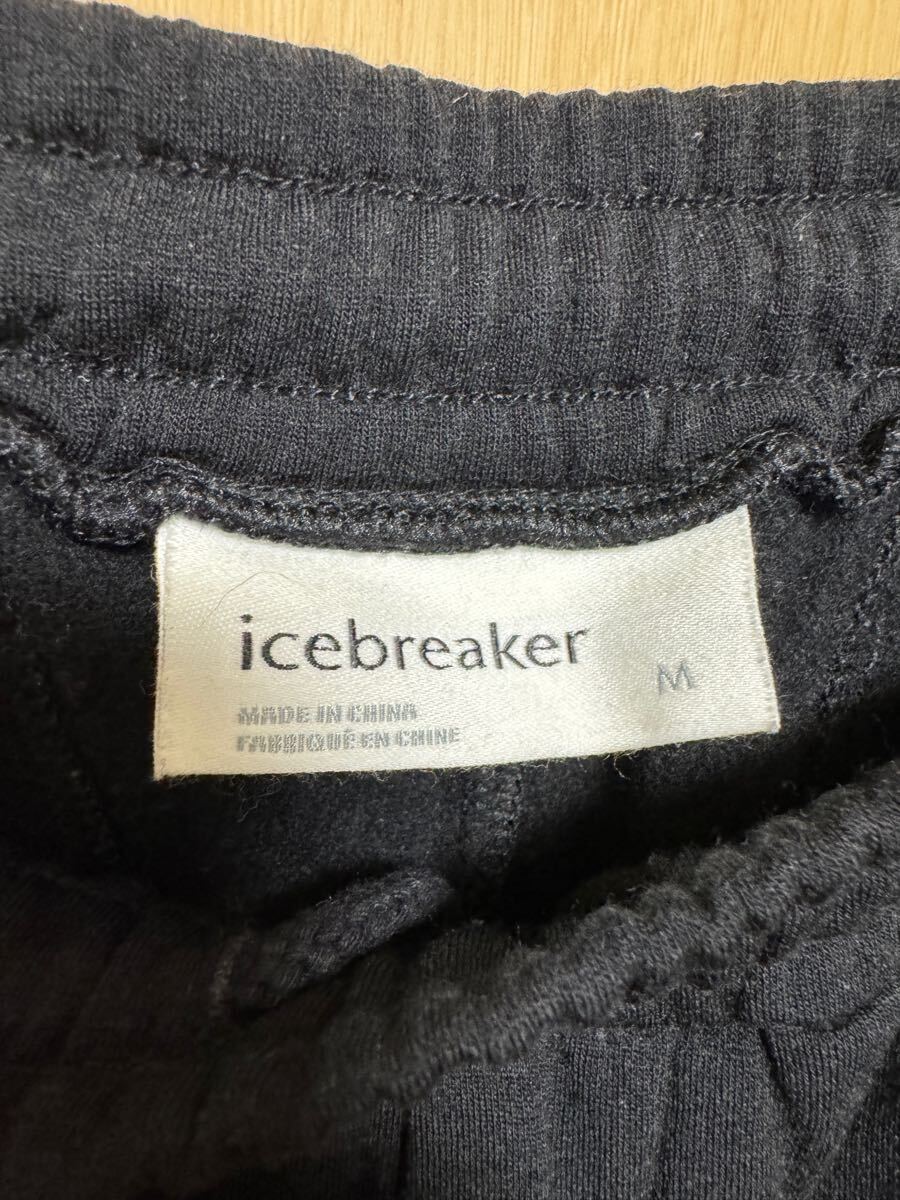 icebreaker
M
MADE IN CHINA
FABRIQUÉ EN CHINE